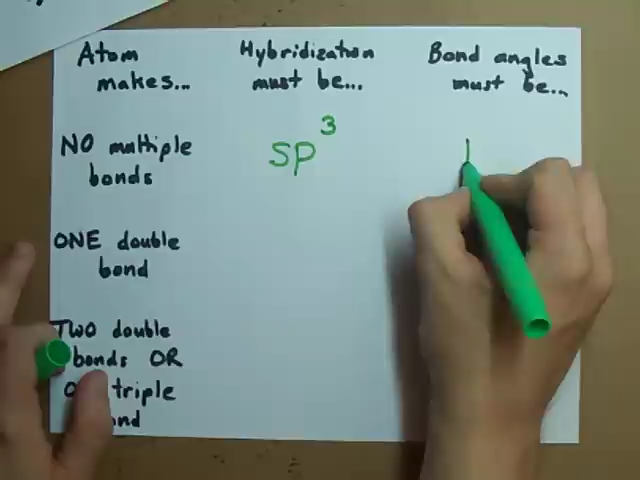 Atom makes...
Hybridization must be...
Bond angles must be...
NO multiple bonds
sp³
ONE double bond
TWO double bonds OR
triple